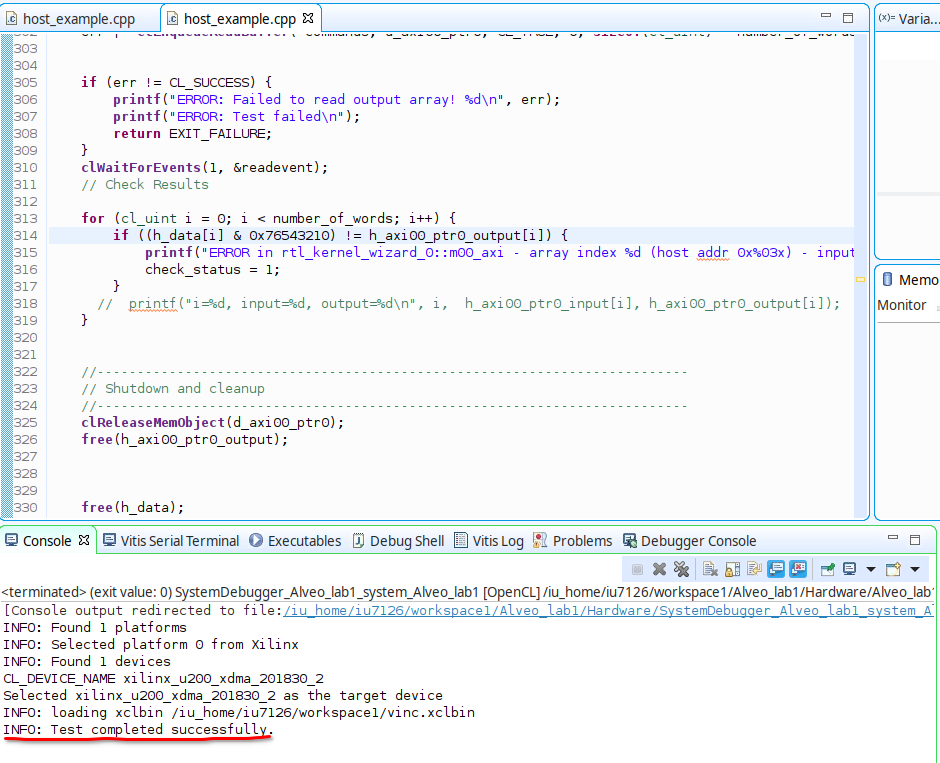 host_example.cpp host_example.cpp (x)= Varia...
303
304
305 if (err != CL_SUCCESS) {
306 printf("ERROR: Failed to read output array! %d\n", err);
307 printf("ERROR: Test failed\n");
308 return EXIT_FAILURE;
309 }
310 clWaitForEvents(1, &readevent);
311 // Check Results
312
313 for (cl_uint i = 0; i < number_of_words; i++) {
314 if ((h_data[i] & 0x76543210) != h_axi00_ptr0_output[i]) {
315 printf("ERROR in rtl_kernel_wizard_0::m00_axi - array index %d (host addr 0x%03x) - input
316 check_status = 1;
317 }
318 // printf("i=%d, input=%d, output=%d\n", i, h_axi00_ptr0_input[i], h_axi00_ptr0_output[i]);
319 }
320
321
322 //--------------------------------------------------------------------------
323 // Shutdown and cleanup
324 //--------------------------------------------------------------------------
325 clReleaseMemObject(d_axi00_ptr0);
326 free(h_axi00_ptr0_output);
327
328
329
330 free(h_data);
Memo
Monitor
Console Vitis Serial Terminal Executables Debug Shell Vitis Log Problems Debugger Console
<terminated> (exit value: 0) SystemDebugger_Alveo_lab1_system_Alveo_lab1 [OpenCL] /iu_home/iu7126/workspace1/Alveo_lab1/Hardware/Alveo_lab1
[Console output redirected to file:/iu_home/iu7126/workspace1/Alveo_lab1/Hardware/SystemDebugger_Alveo_lab1_system_Al
INFO: Found 1 platforms
INFO: Selected platform 0 from Xilinx
INFO: Found 1 devices
CL_DEVICE_NAME xilinx_u200_xdma_201830_2
Selected xilinx_u200_xdma_201830_2 as the target device
INFO: loading xclbin /iu_home/iu7126/workspace1/vinc.xclbin
INFO: Test completed successfully.